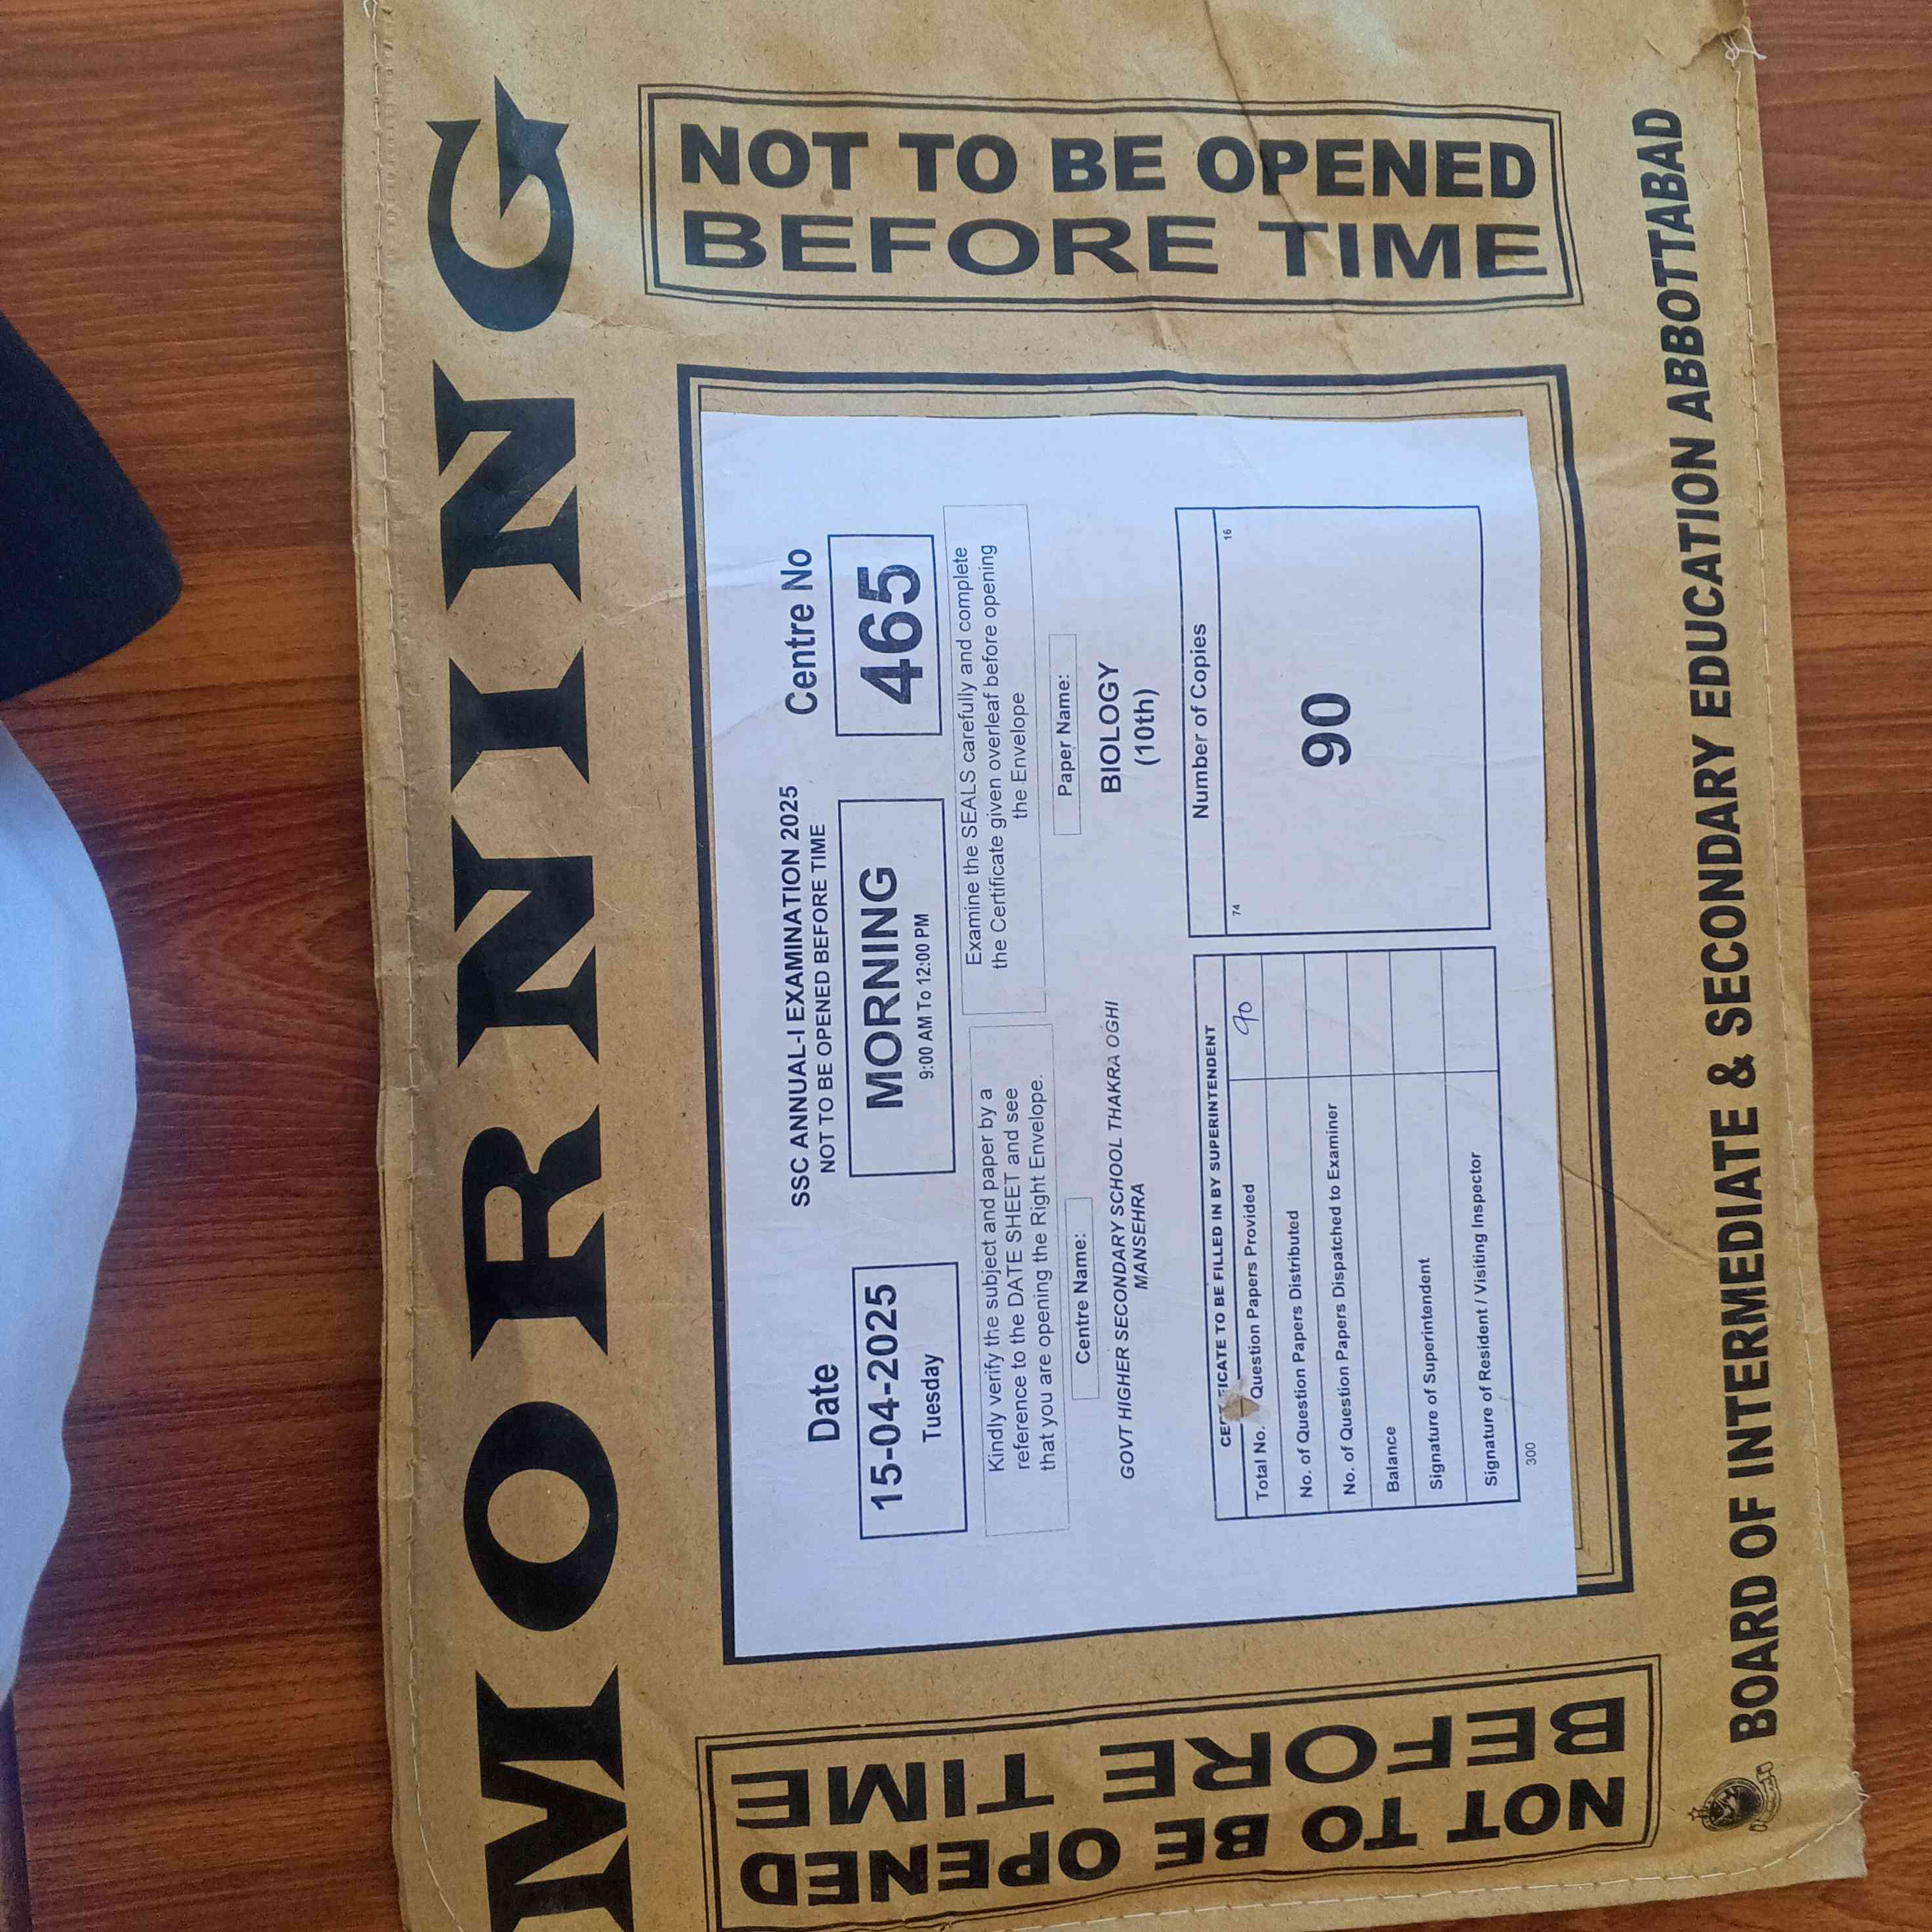 MORNING
NOT TO BE OPENED
BEFORE TIME
SSC ANNUAL-I EXAMINATION 2025
NOT TO BE OPENED BEFORE TIME
Date
15-04-2025
Tuesday
MORNING
9:00 AM To 12:00 PM
Centre No
465
Kindly verify the subject and paper by a
reference to the DATE SHEET and see
that you are opening the Right Envelope.
Examine the SEALS carefully and complete
the Certificate given overleaf before opening
the Envelope
Centre Name:
GOVT HIGHER SECONDARY SCHOOL THAKRA OGHI
MANSEHRA
Paper Name:
BIOLOGY
(10th)
CERTIFICATE TO BE FILLED IN BY SUPERINTENDENT
Total No. Question Papers Provided 90
No. of Question Papers Distributed
No. of Question Papers Dispatched to Examiner
Balance
Signature of Superintendent
Signature of Resident / Visiting Inspector
300
Number of Copies
74 16
90
NOT TO BE OPENED
BEFORE TIME
BOARD OF INTERMEDIATE & SECONDARY EDUCATION ABBOTTABAD